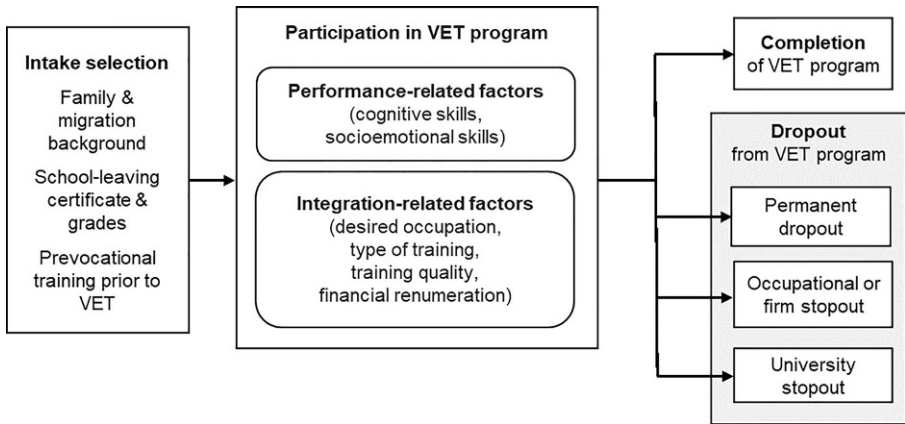 Intake selection
Family &
migration
background
School-leaving
certificate &
grades
Prevocational
training prior to
VET
Participation in VET program
Performance-related factors
(cognitive skills,
socioemotional skills)
Integration-related factors
(desired occupation,
type of training,
training quality,
financial renumeration)
Completion
of VET program
Dropout
from VET program
Permanent
dropout
Occupational or
firm stopout
University
stopout